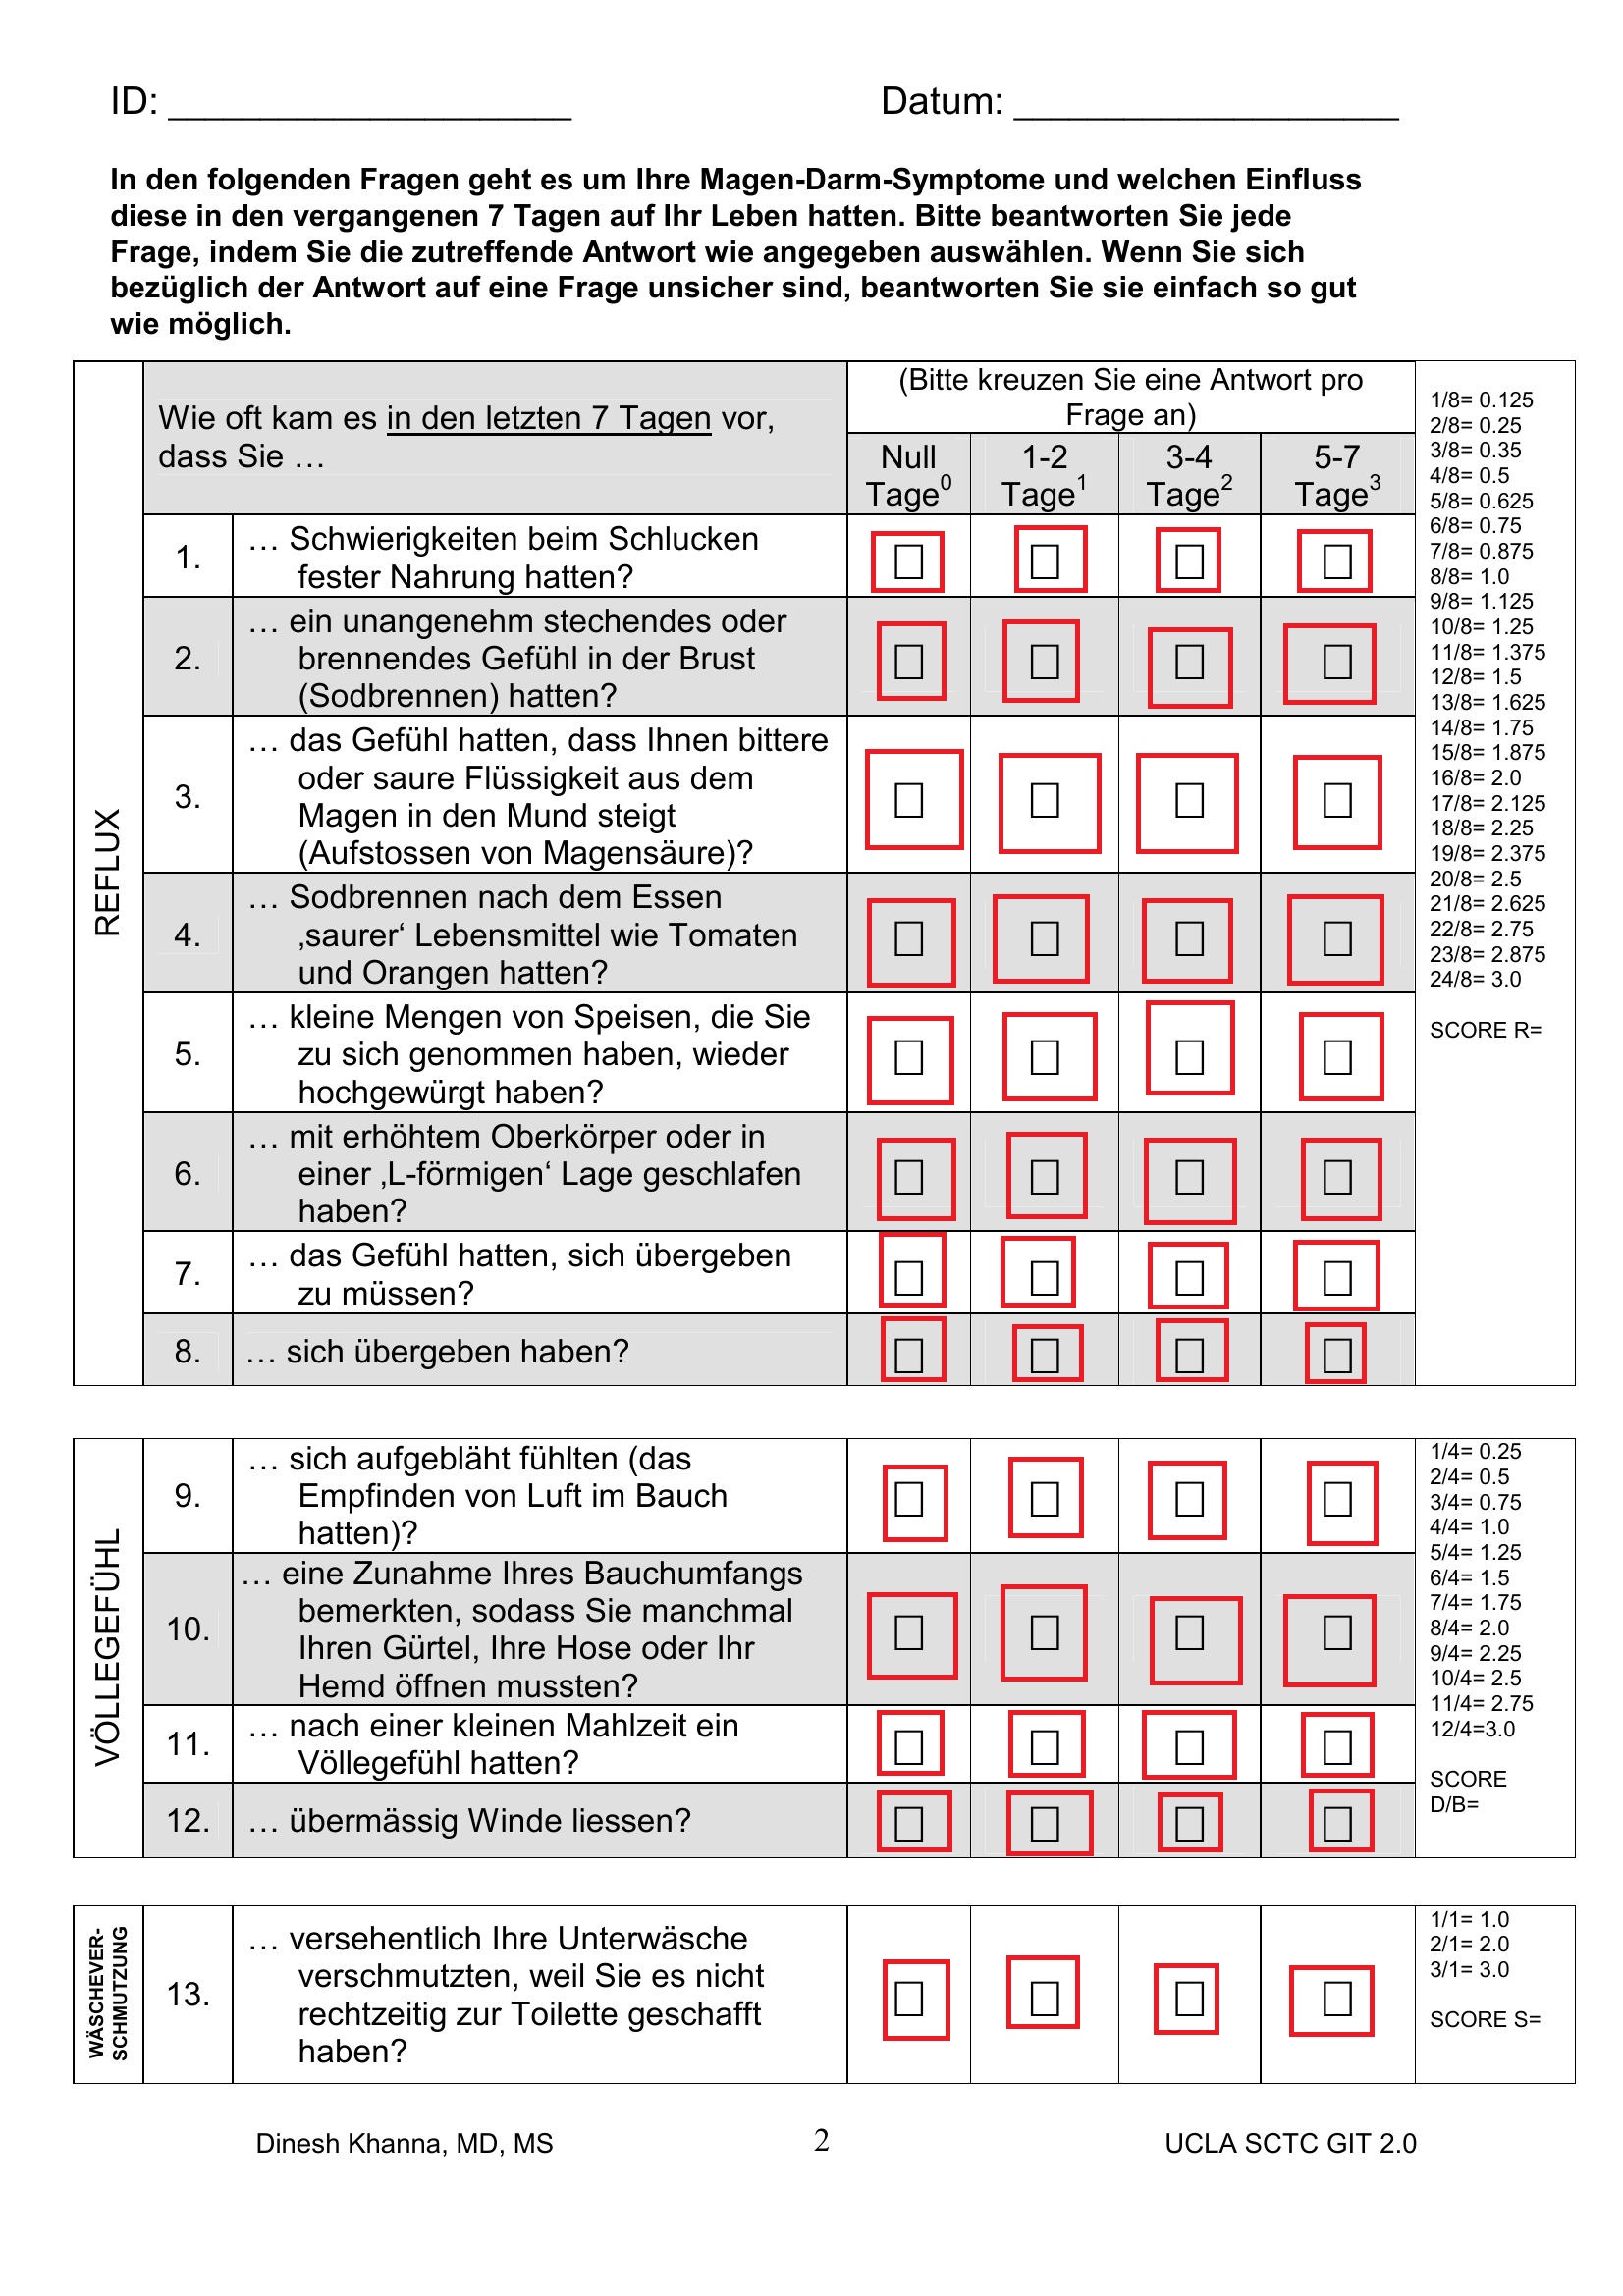 ID: ____________________ Datum: ___________________
In den folgenden Fragen geht es um Ihre Magen-Darm-Symptome und welchen Einfluss
diese in den vergangenen 7 Tagen auf Ihr Leben hatten. Bitte beantworten Sie jede
Frage, indem Sie die zutreffende Antwort wie angegeben auswählen. Wenn Sie sich
bezüglich der Antwort auf eine Frage unsicher sind, beantworten Sie sie einfach so gut
wie möglich.
REFLUX
Wie oft kam es in den letzten 7 Tagen vor,
dass Sie …
(Bitte kreuzen Sie eine Antwort pro
Frage an)
Null Tage⁰
1-2 Tage¹
3-4 Tage²
5-7 Tage³
1. … Schwierigkeiten beim Schlucken
fester Nahrung hatten?
2. … ein unangenehm stechendes oder
brennendes Gefühl in der Brust
(Sodbrennen) hatten?
3. … das Gefühl hatten, dass Ihnen bittere
oder saure Flüssigkeit aus dem
Magen in den Mund steigt
(Aufstossen von Magensäure)?
4. … Sodbrennen nach dem Essen
‚saurer‘ Lebensmittel wie Tomaten
und Orangen hatten?
5. … kleine Mengen von Speisen, die Sie
zu sich genommen haben, wieder
hochgewürgt haben?
6. … mit erhöhtem Oberkörper oder in
einer ‚L-förmigen‘ Lage geschlafen
haben?
7. … das Gefühl hatten, sich übergeben
zu müssen?
8. … sich übergeben haben?
1/8= 0.125
2/8= 0.25
3/8= 0.35
4/8= 0.5
5/8= 0.625
6/8= 0.75
7/8= 0.875
8/8= 1.0
9/8= 1.125
10/8= 1.25
11/8= 1.375
12/8= 1.5
13/8= 1.625
14/8= 1.75
15/8= 1.875
16/8= 2.0
17/8= 2.125
18/8= 2.25
19/8= 2.375
20/8= 2.5
21/8= 2.625
22/8= 2.75
23/8= 2.875
24/8= 3.0
SCORE R=
VÖLLEGEFÜHL
9. … sich aufgebläht fühlten (das
Empfinden von Luft im Bauch
hatten)?
10. … eine Zunahme Ihres Bauchumfangs
bemerkten, sodass Sie manchmal
Ihren Gürtel, Ihre Hose oder Ihr
Hemd öffnen mussten?
11. … nach einer kleinen Mahlzeit ein
Völlegefühl hatten?
12. … übermässig Winde liessen?
1/4= 0.25
2/4= 0.5
3/4= 0.75
4/4= 1.0
5/4= 1.25
6/4= 1.5
7/4= 1.75
8/4= 2.0
9/4= 2.25
10/4= 2.5
11/4= 2.75
12/4=3.0
SCORE
D/B=
WÄSCHEVER-
SCHMUTZUNG
13. … versehentlich Ihre Unterwäsche
verschmutzten, weil Sie es nicht
rechtzeitig zur Toilette geschafft
haben?
1/1= 1.0
2/1= 2.0
3/1= 3.0
SCORE S=
Dinesh Khanna, MD, MS 2 UCLA SCTC GIT 2.0